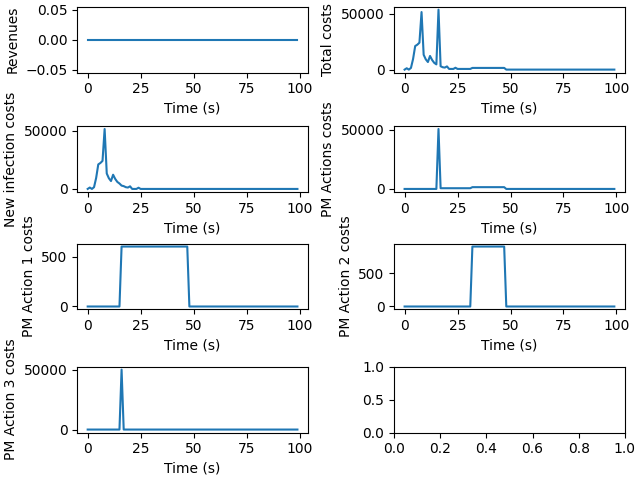 Revenues
0.05
0.00
−0.05
0 25 50 75 100
Time (s)
Total costs
50000
0
0 25 50 75 100
Time (s)
New infection costs
50000
0
0 25 50 75 100
Time (s)
PM Actions costs
50000
0
0 25 50 75 100
Time (s)
PM Action 1 costs
500
0
0 25 50 75 100
Time (s)
PM Action 2 costs
500
0
0 25 50 75 100
Time (s)
PM Action 3 costs
50000
0
0 25 50 75 100
Time (s)
1.0
0.5
0.0
0.0 0.2 0.4 0.6 0.8 1.0